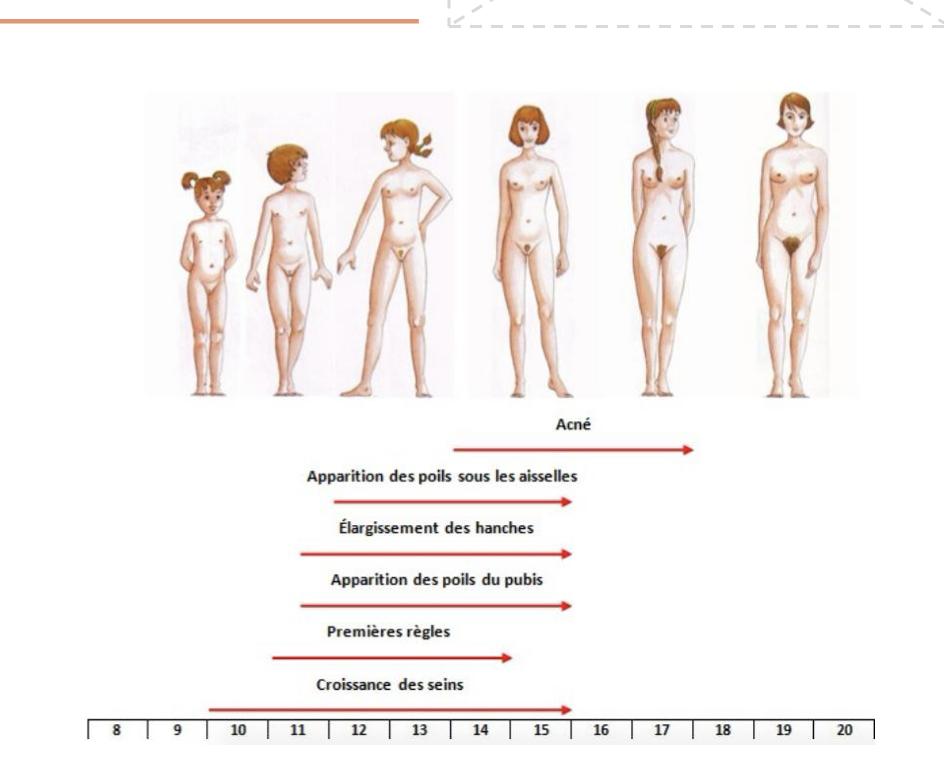 Acné
Apparition des poils sous les aisselles
Élargissement des hanches
Apparition des poils du pubis
Premières règles
Croissance des seins
8 9 10 11 12 13 14 15 16 17 18 19 20